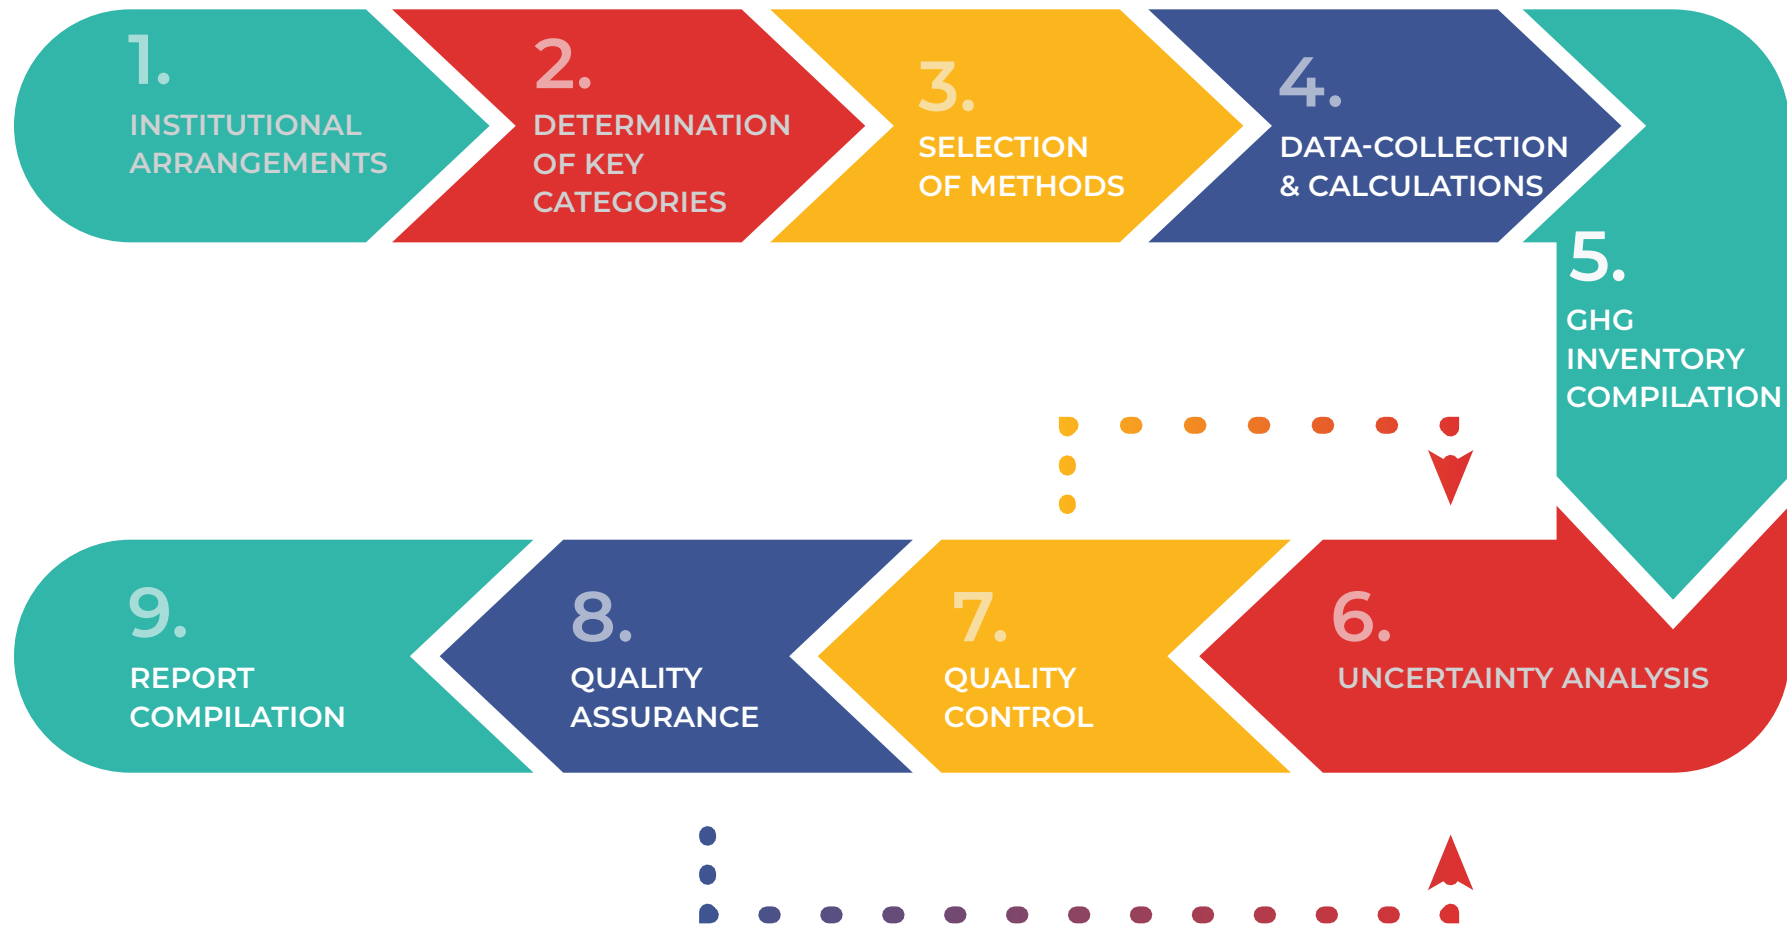 1.
INSTITUTIONAL
ARRANGEMENTS
2.
DETERMINATION
OF KEY
CATEGORIES
3.
SELECTION
OF METHODS
4.
DATA-COLLECTION
& CALCULATIONS
5.
GHG
INVENTORY
COMPILATION
6.
UNCERTAINTY ANALYSIS
7.
QUALITY
CONTROL
8.
QUALITY
ASSURANCE
9.
REPORT
COMPILATION